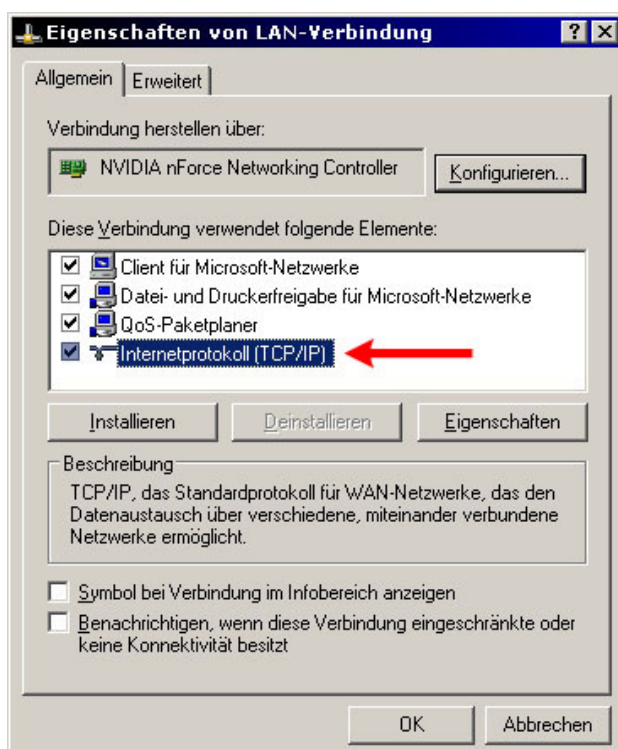 Eigenschaften von LAN-Verbindung
Allgemein
Erweitert
Verbindung herstellen über:
NVIDIA nForce Networking Controller
Konfigurieren...
Diese Verbindung verwendet folgende Elemente:
Client für Microsoft-Netzwerke
Datei- und Druckerfreigabe für Microsoft-Netzwerke
QoS-Paketplaner
Internetprotokoll (TCP/IP)
Installieren
Deinstallieren
Eigenschaften
Beschreibung
TCP/IP, das Standardprotokoll für WAN-Netzwerke, das den
Datenaustausch über verschiedene, miteinander verbundene
Netzwerke ermöglicht.
Symbol bei Verbindung im Infobereich anzeigen
Benachrichtigen, wenn diese Verbindung eingeschränkte oder
keine Konnektivität besitzt
OK
Abbrechen